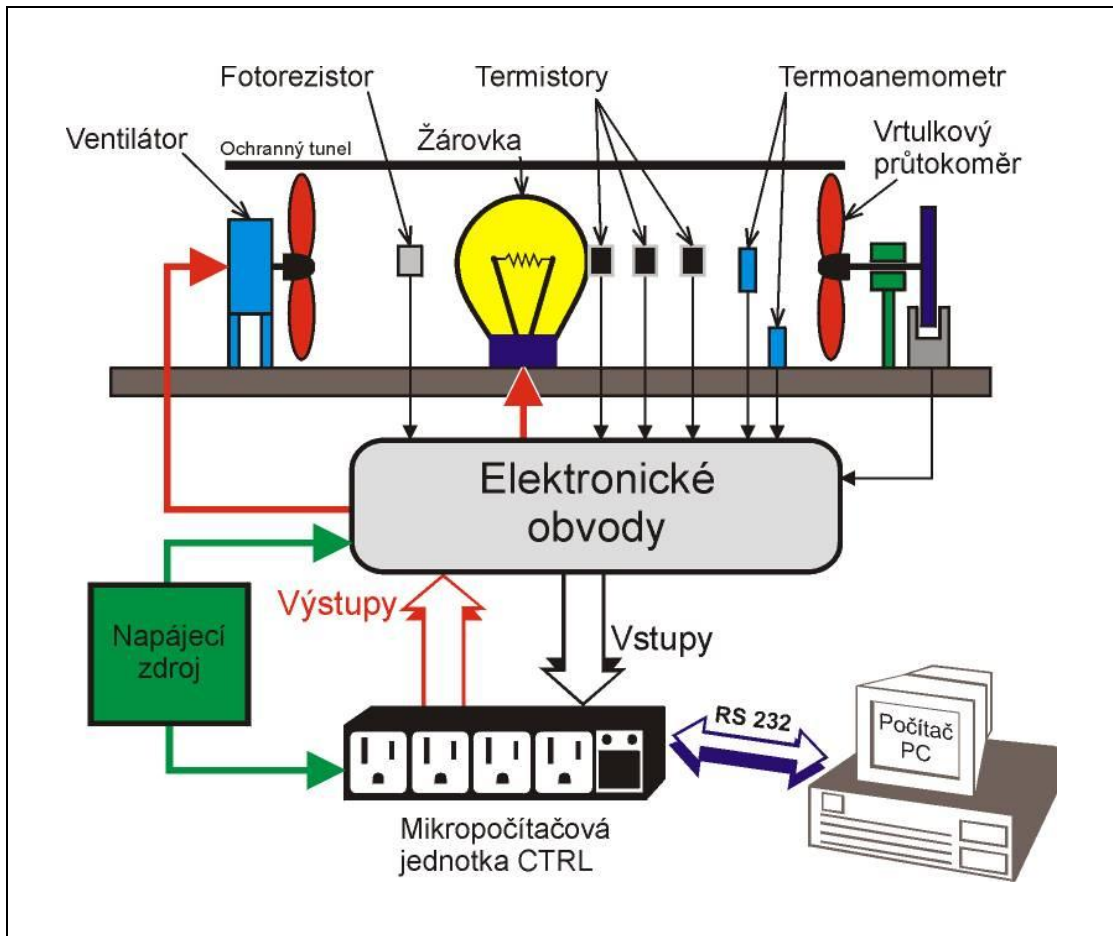 Fotorezistor
Termistory
Termoanemometr
Ventilátor
Ochranný tunel
Žárovka
Vrtulkový
průtokoměr
Elektronické
obvody
Napájecí
zdroj
Výstupy
Vstupy
RS 232
Počítač
PC
Mikropočítačová
jednotka CTRL